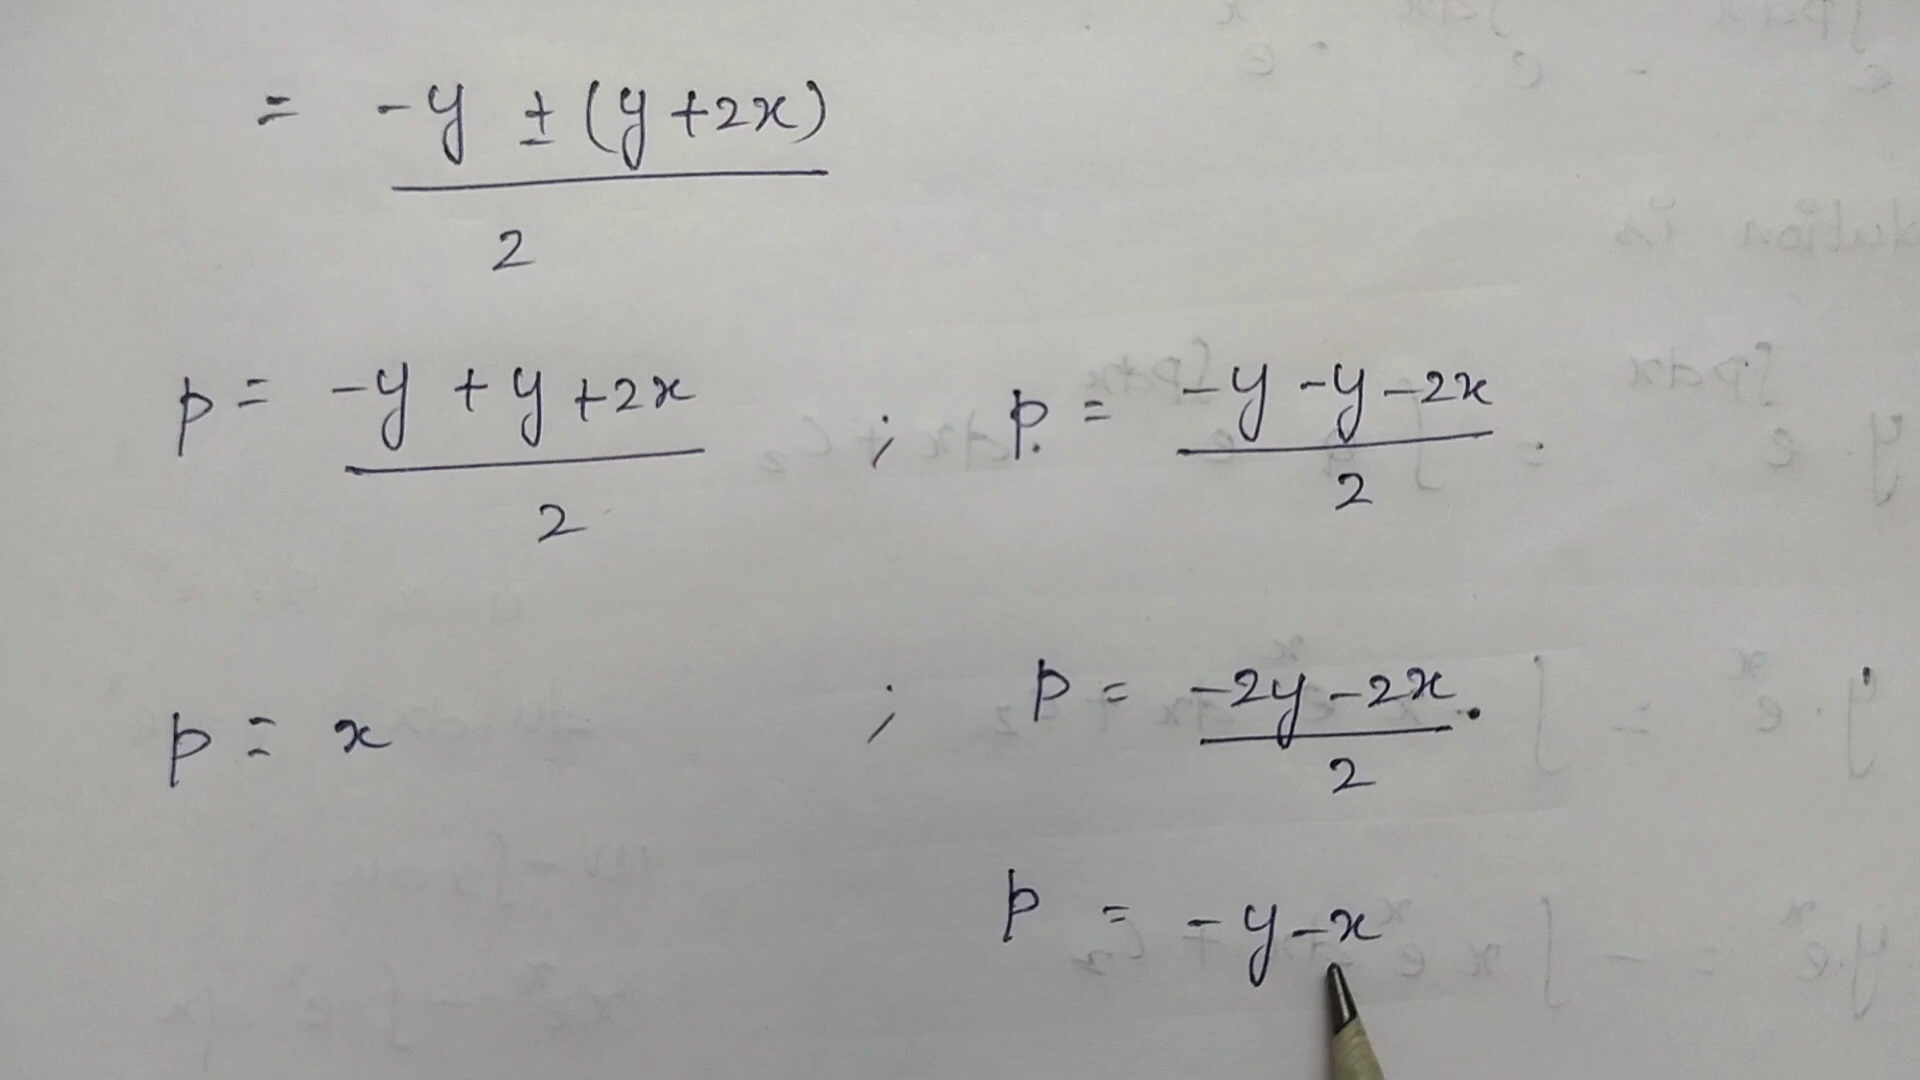 = -y ± (y+2x) / 2
p = -y + y + 2x / 2 ; p = -y - y - 2x / 2
p = x ; p = -2y - 2x / 2
p = -y - x